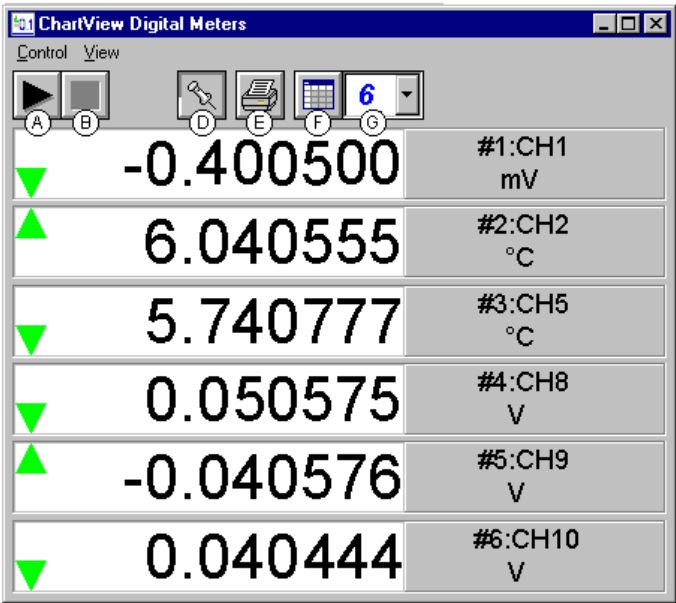 ChartView Digital Meters
Control View
6
A B D E F G
-0.400500 #1:CH1
mV
6.040555 #2:CH2
°C
5.740777 #3:CH5
°C
0.050575 #4:CH8
V
-0.040576 #5:CH9
V
0.040444 #6:CH10
V